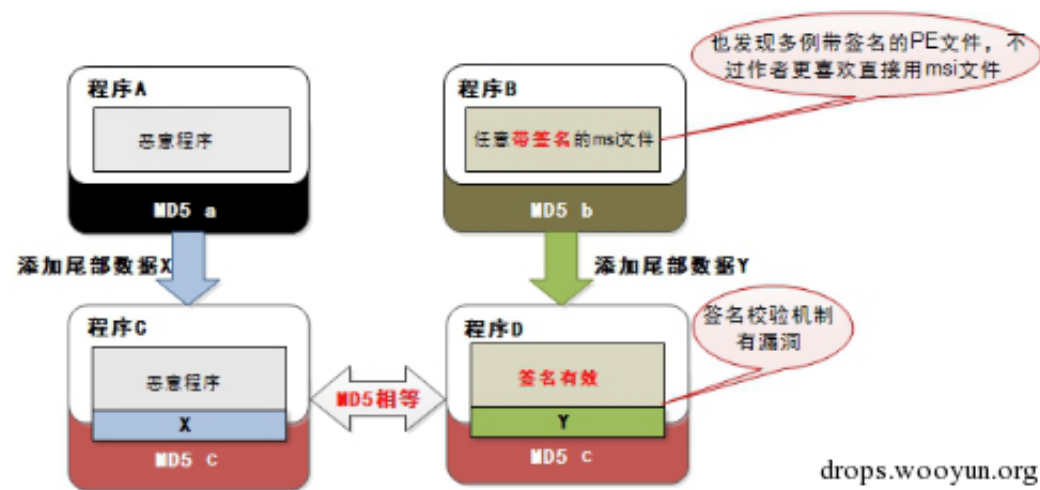 也发现多例带签名的PE文件，不
过作者更喜欢直接用msi文件
程序A
程序B
恶意程序
任意带签名的msi文件
MD5 a
MD5 b
添加尾部数据X
添加尾部数据Y
程序C
程序D
签名校验机制
有漏洞
恶意程序
签名有效
MD5相等
X
Y
MD5 c
MD5 c
drops.wooyun.org